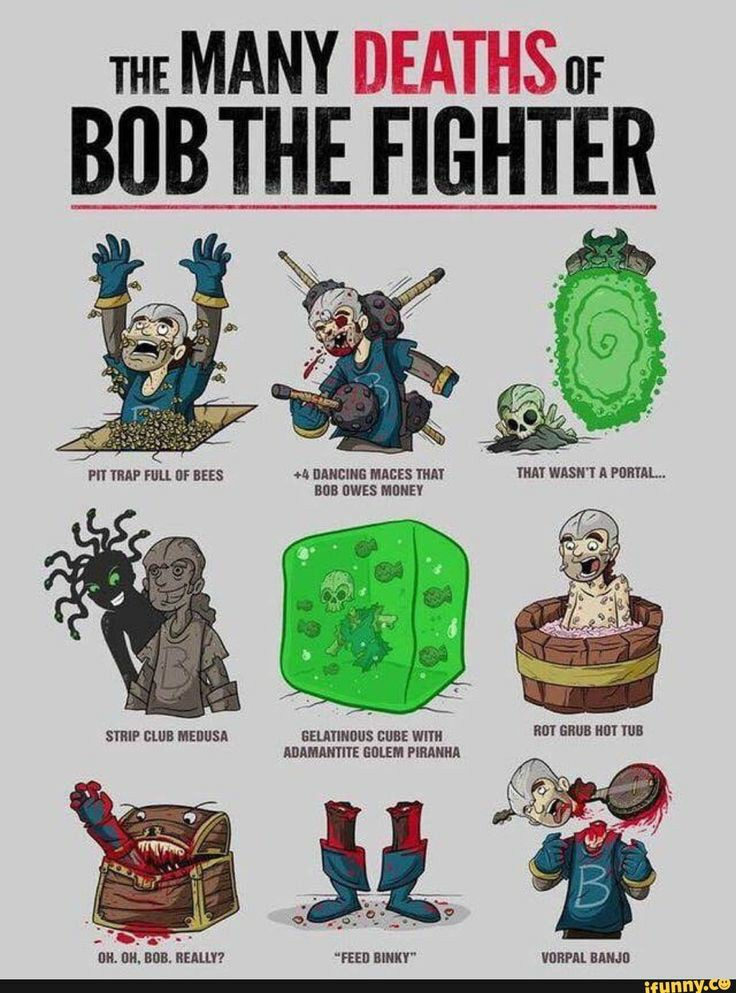 THE MANY DEATHS OF
BOB THE FIGHTER
PIT TRAP FULL OF BEES
+4 DANCING MACES THAT
BOB OWES MONEY
THAT WASN'T A PORTAL...
STRIP CLUB MEDUSA
GELATINOUS CUBE WITH
ADAMANTITE GOLEM PIRANHA
ROT GRUB HOT TUB
B
OH. OH, BOB. REALLY?
"FEED BINKY"
VORPAL BANJO
ifunny.co